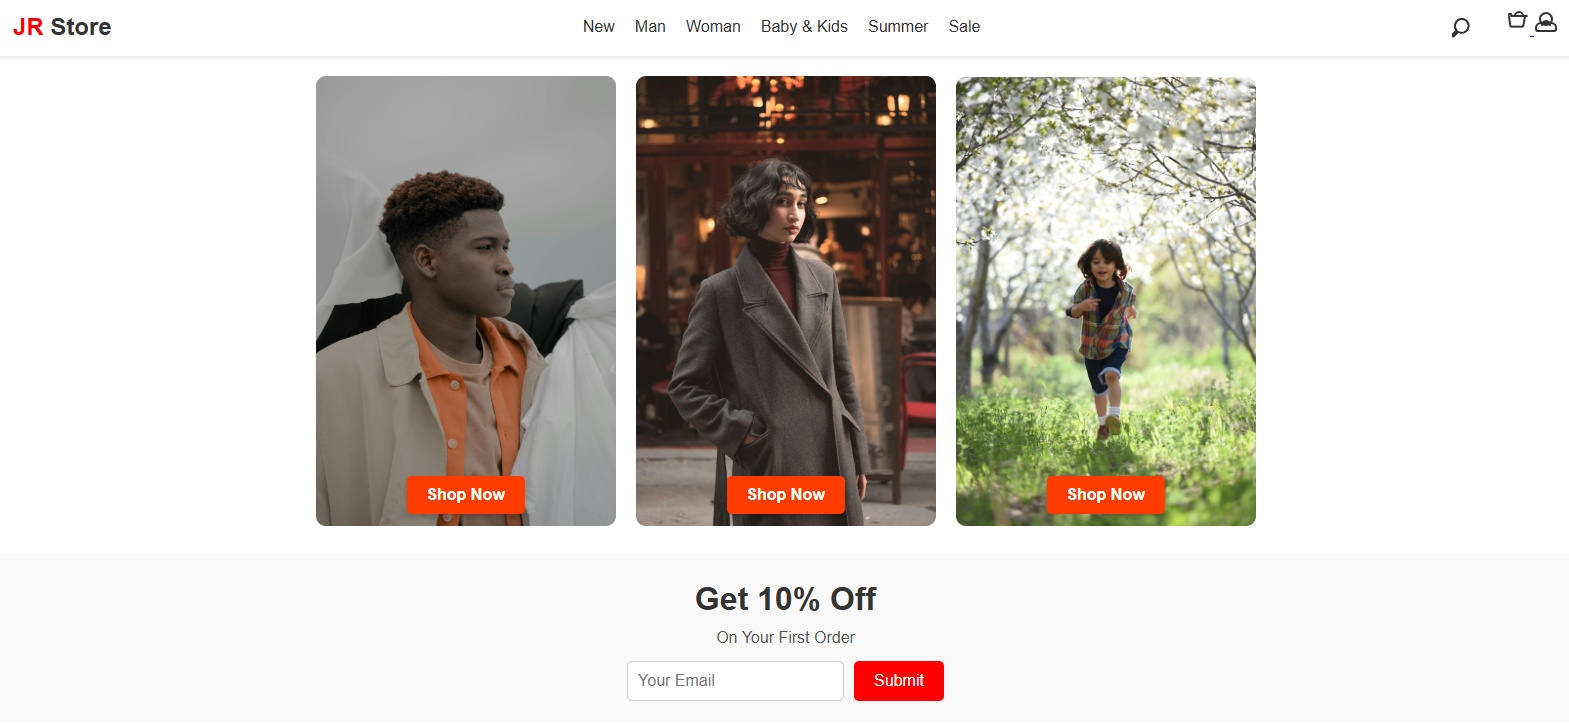 JR Store
New Man Woman Baby & Kids Summer Sale
Shop Now Shop Now Shop Now
Get 10% Off
On Your First Order
Your Email Submit